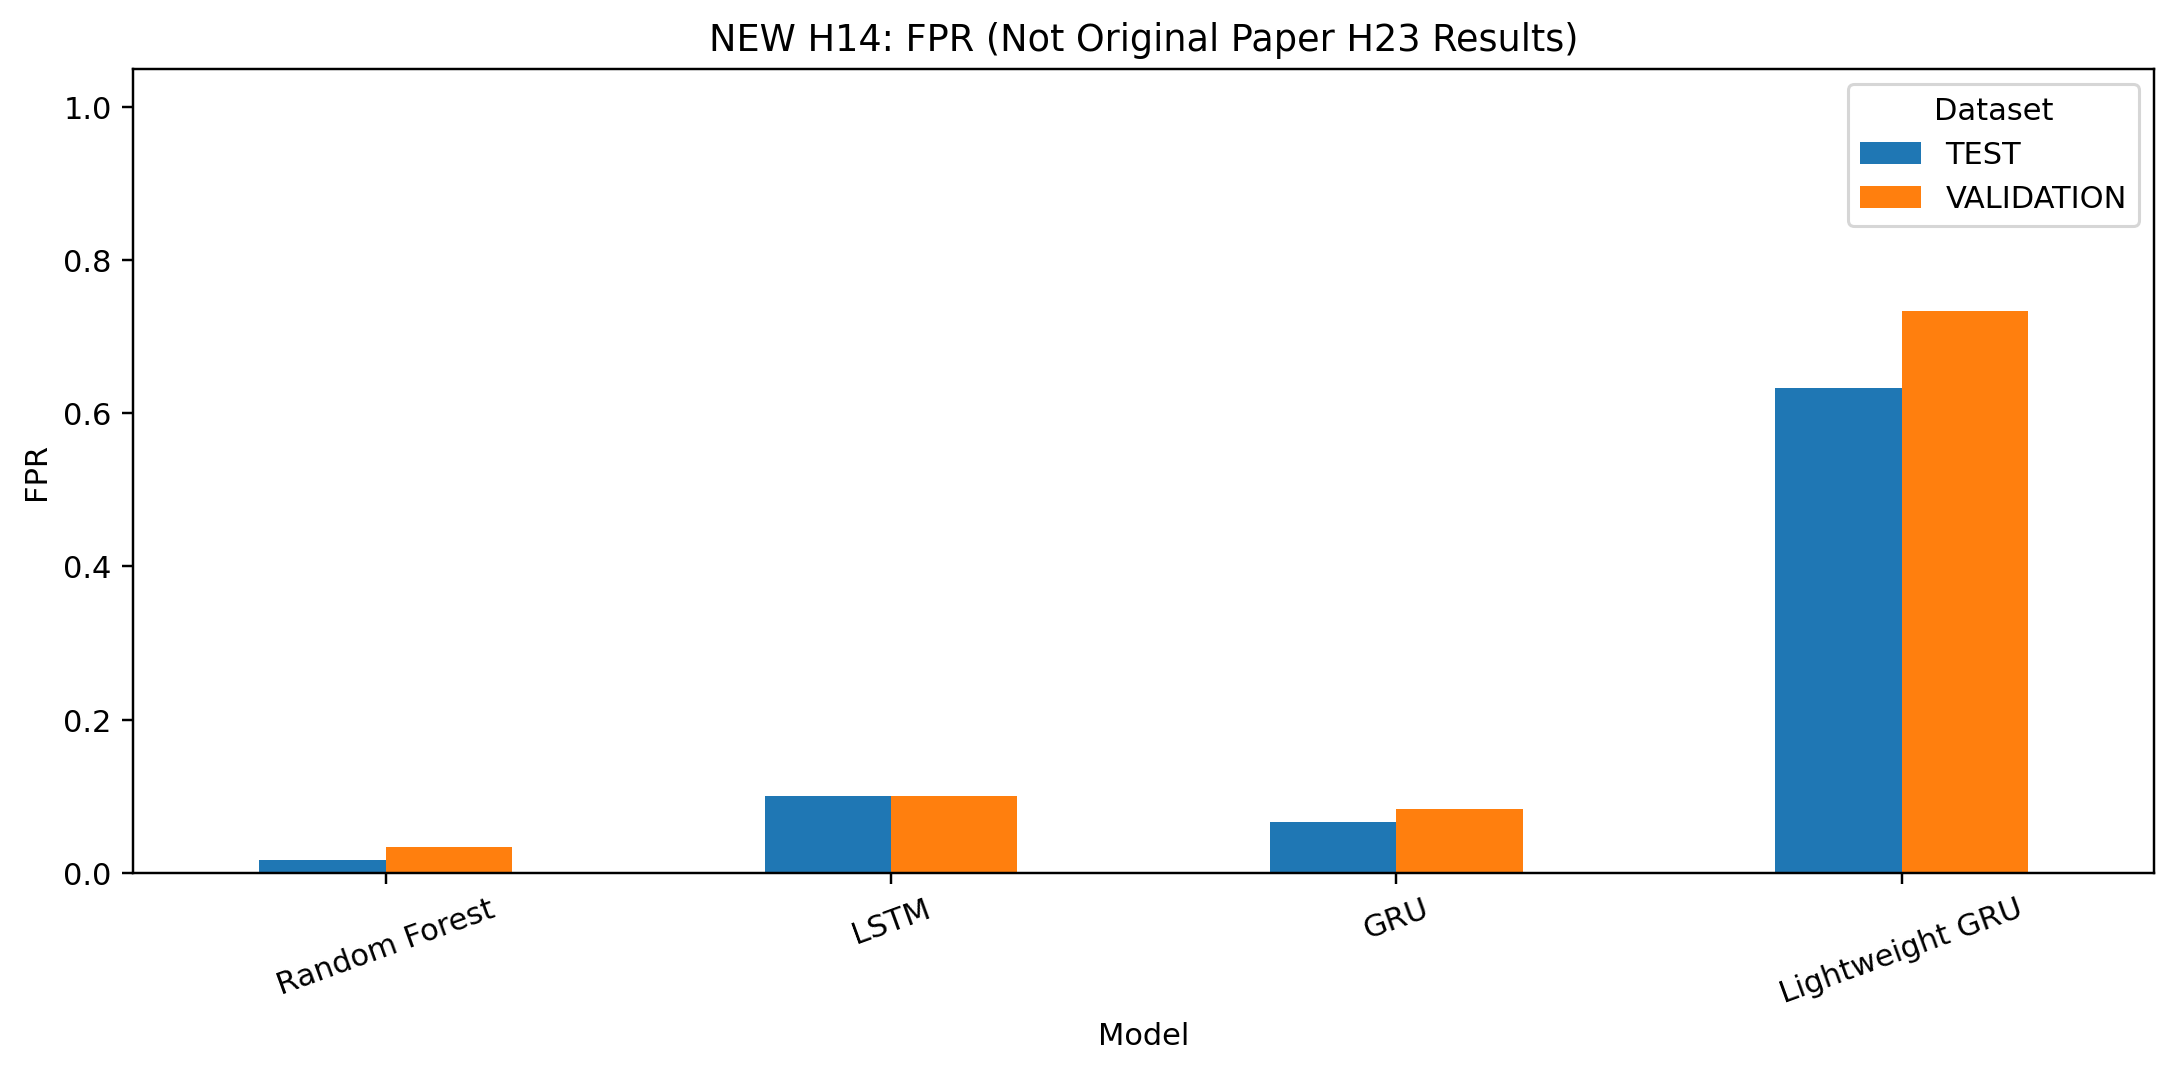 NEW H14: FPR (Not Original Paper H23 Results)
Dataset
TEST
VALIDATION
FPR
1.0
0.8
0.6
0.4
0.2
0.0
Random Forest
LSTM
GRU
Lightweight GRU
Model